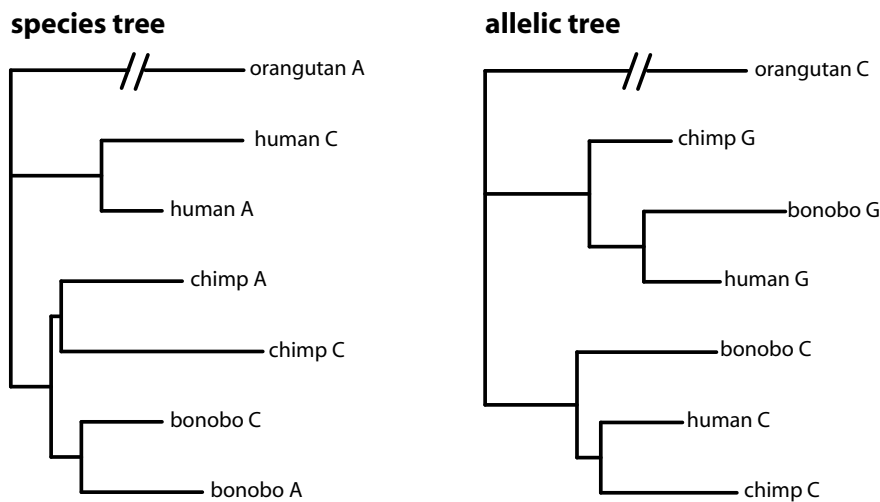 species tree
orangutan A
human C
human A
chimp A
chimp C
bonobo C
bonobo A
allelic tree
orangutan C
chimp G
bonobo G
human G
bonobo C
human C
chimp C